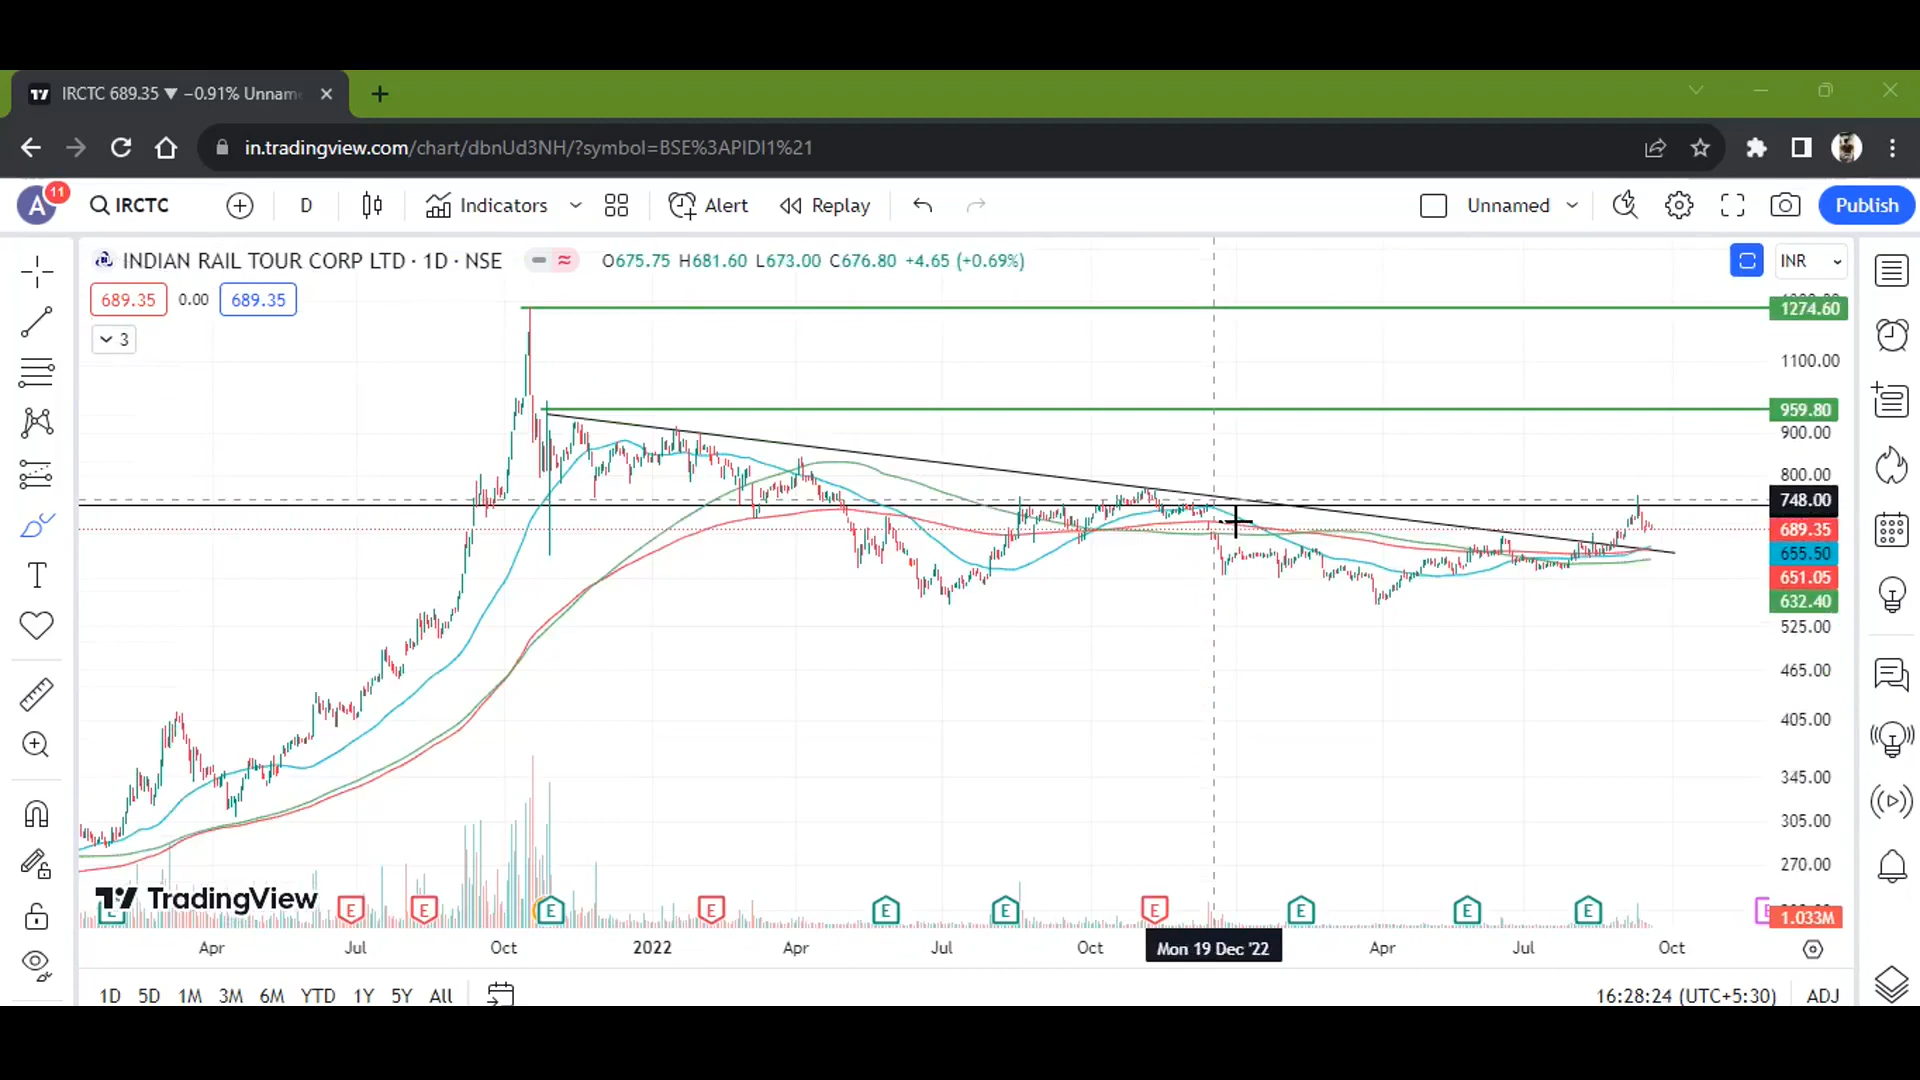 IRCTC 689.35 ▼ −0.91% Unnam
in.tradingview.com/chart/dbnUd3NH/?symbol=BSE%3APIDI1%21
A 11 IRCTC D Indicators Alert Replay Unnamed Publish
INDIAN RAIL TOUR CORP LTD · 1D · NSE O675.75 H681.60 L673.00 C676.80 +4.65 (+0.69%) INR
689.35 0.00 689.35
1274.60
3
1100.00
959.80
900.00
800.00
748.00
689.35
655.50
651.05
632.40
525.00
465.00
405.00
345.00
305.00
270.00
TradingView
E E E E E E E E E E E
1.033M
Apr Jul Oct 2022 Apr Jul Oct Mon 19 Dec '22 Apr Jul Oct
1D 5D 1M 3M 6M YTD 1Y 5Y All 16:28:24 (UTC+5:30) ADJ